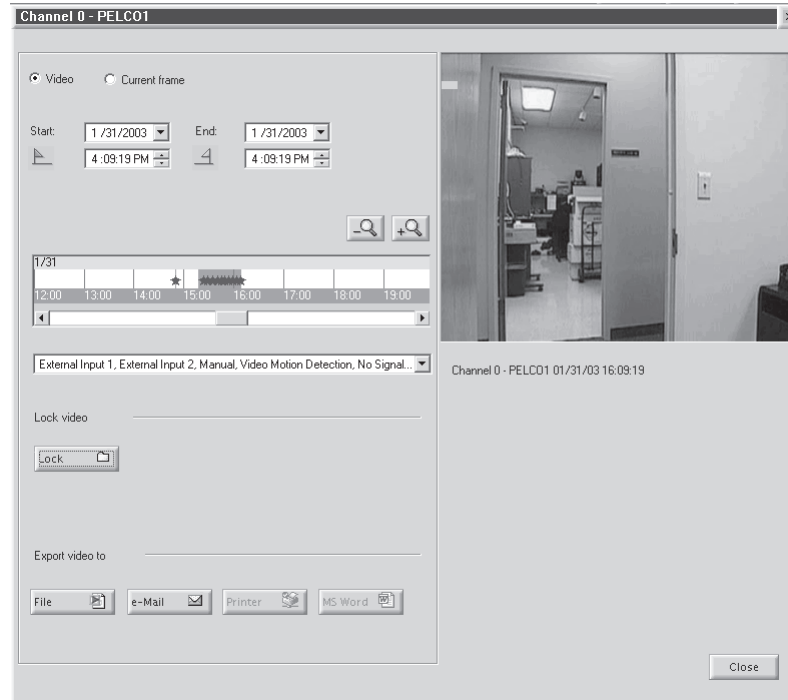 Channel 0 - PELCO1
Video
Current frame
Start:
1 /31/2003
End:
1 /31/2003
4 :09:19 PM
4 :09:19 PM
1/31
12:00 13:00 14:00 15:00 16:00 17:00 18:00 19:00
External Input 1, External Input 2, Manual, Video Motion Detection, No Signal...
Channel 0 - PELCO1 01/31/03 16:09:19
Lock video
Lock
Export video to
File
e-Mail
Printer
MS Word
Close